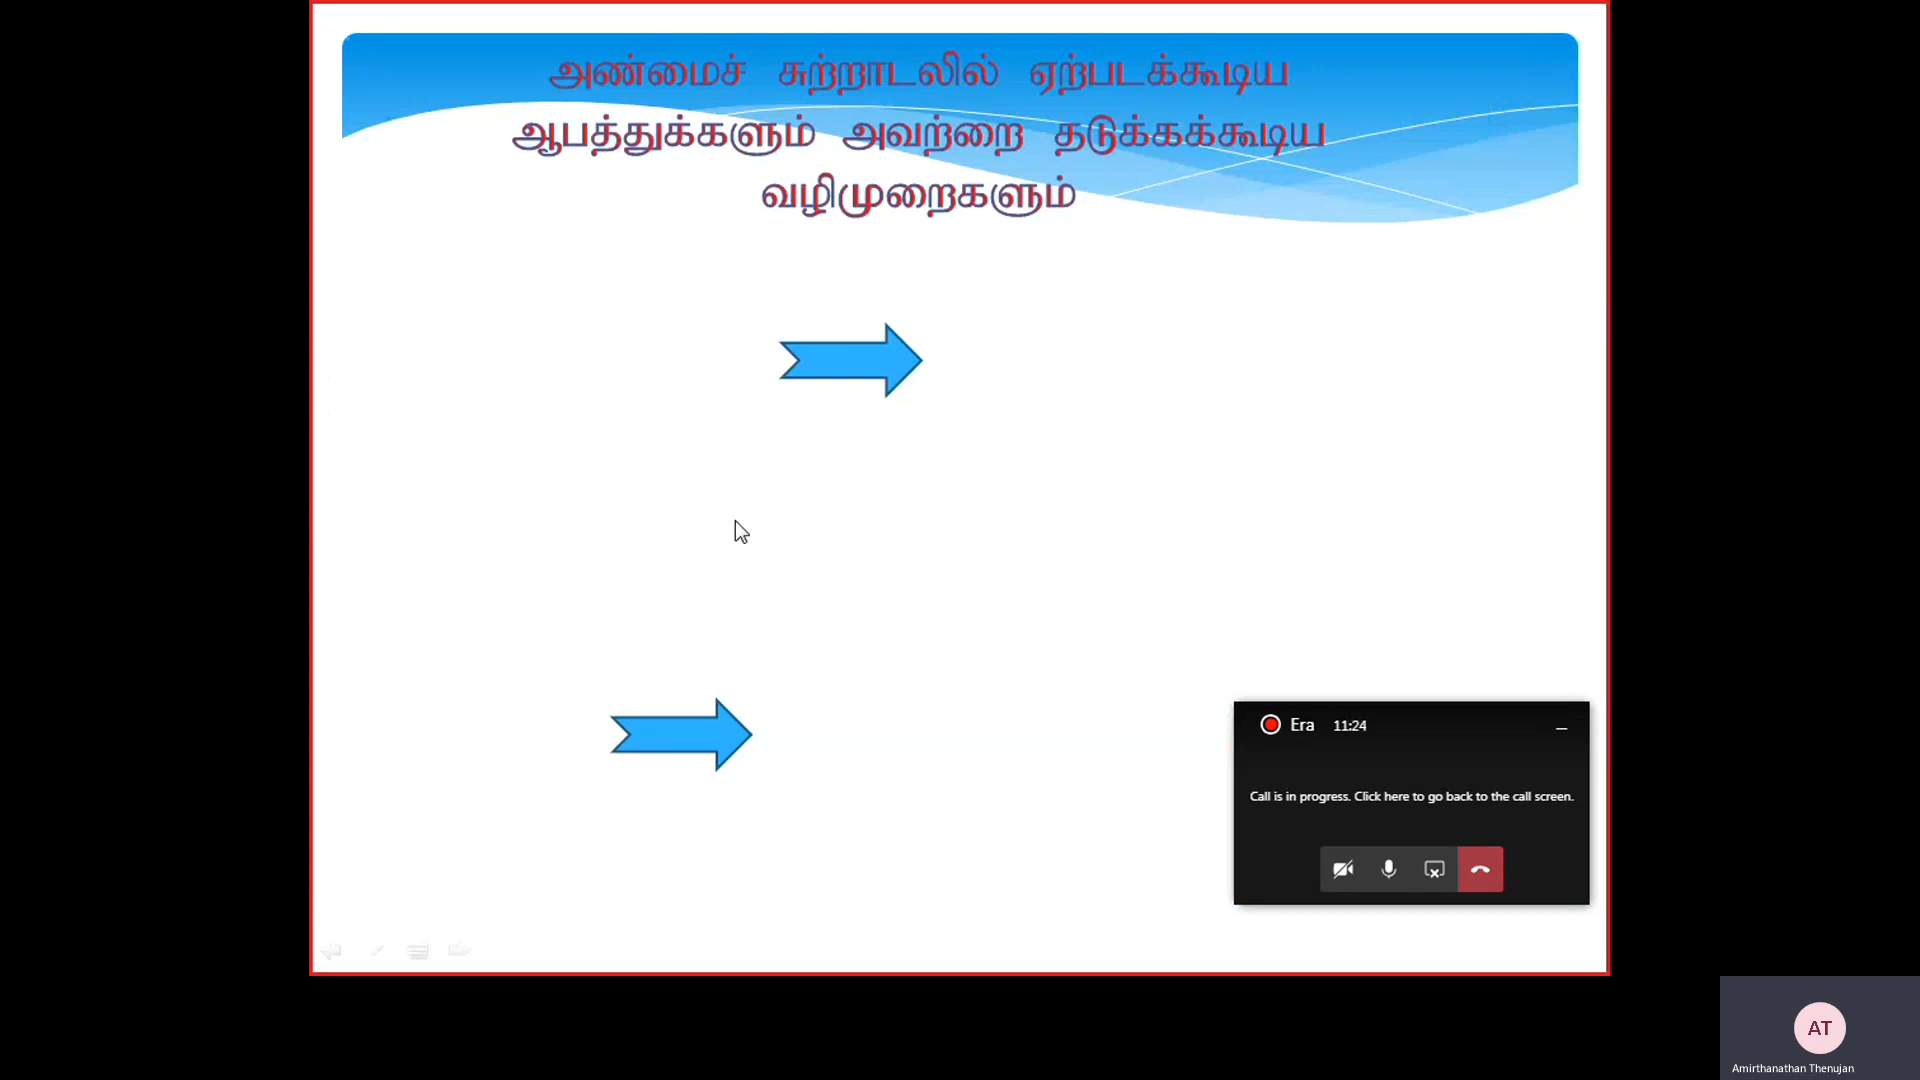 அண்மைச் சுற்றாடலில் ஏற்படக்கூடிய
ஆபத்துக்களும் அவற்றை தடுக்கக்கூடிய
வழிமுறைகளும்
Era 11:24
Call is in progress. Click here to go back to the call screen.
AT
Amirthanathan Thenujan